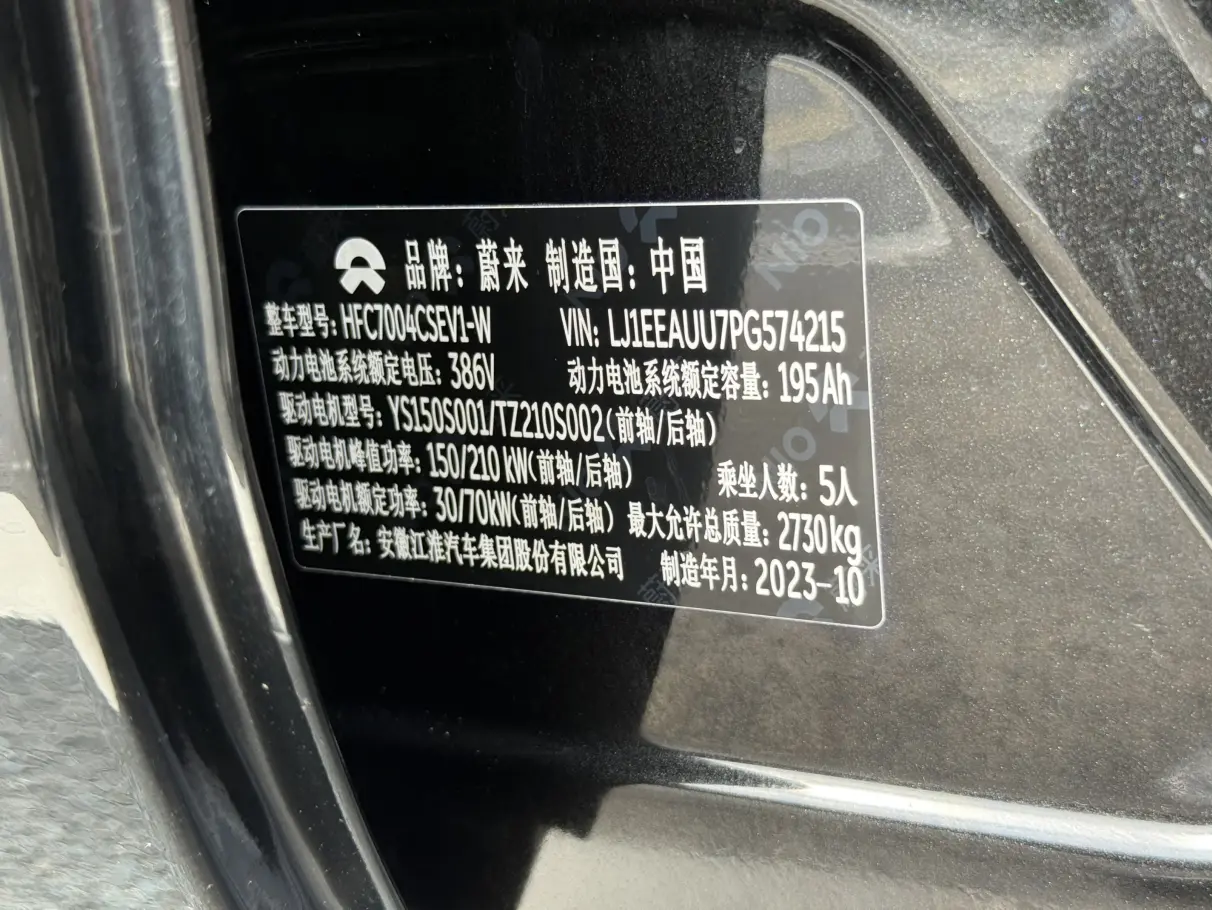 品牌：蔚来 制造国：中国
整车型号：HFC7004CSEV1-W VIN: LJ1EEAUU7PG574215
动力电池系统额定电压：386V 动力电池系统额定容量：195Ah
驱动电机型号：YS150S001/TZ210S002(前轴/后轴)
驱动电机峰值功率：150/210kW(前轴/后轴) 乘坐人数：5人
驱动电机额定功率：30/70kW(前轴/后轴) 最大允许总质量：2730kg
生产厂名：安徽江淮汽车集团股份有限公司 制造年月：2023-10